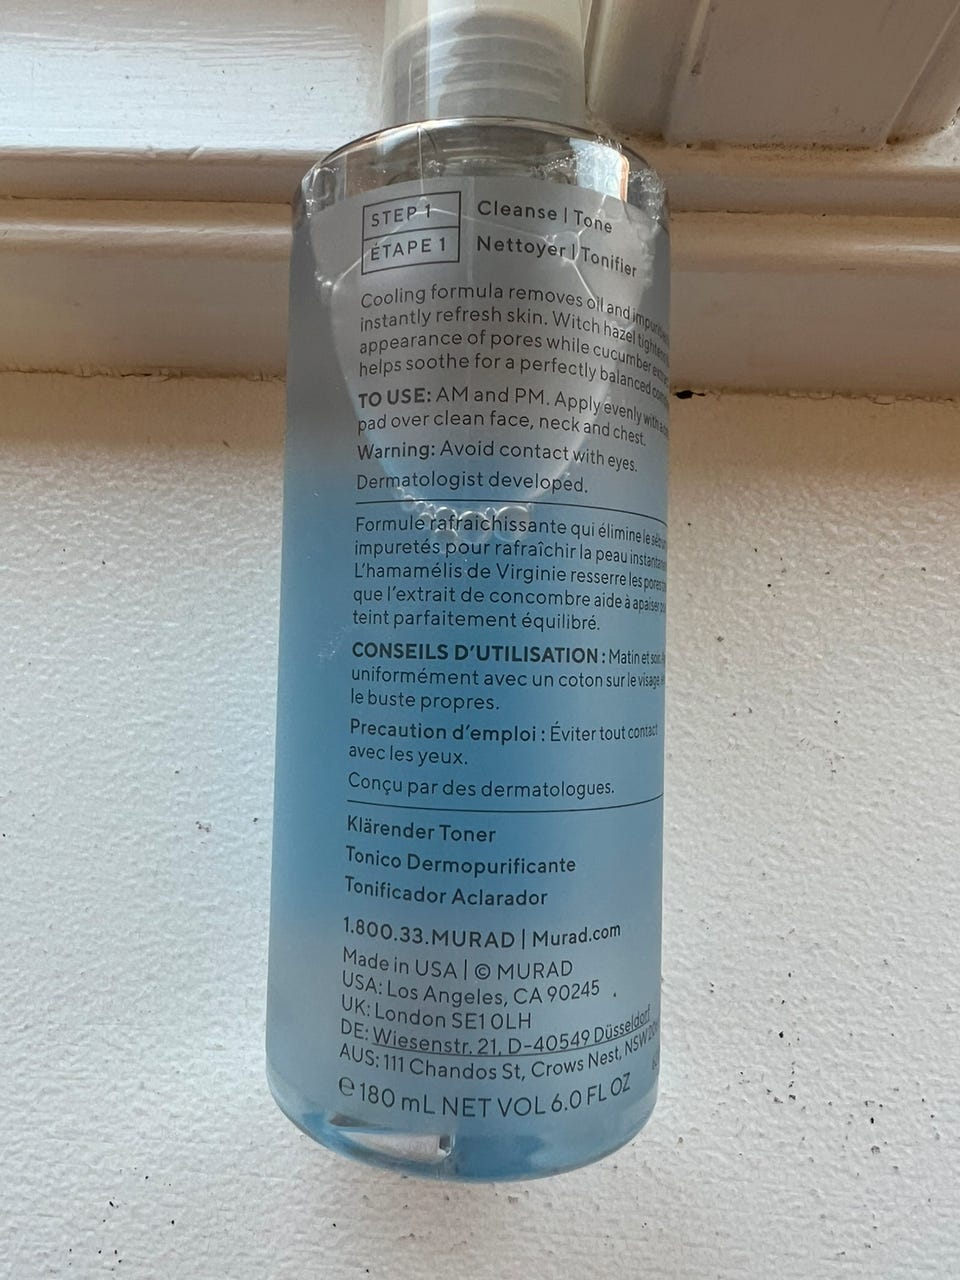 STEP 1
Cleanse | Tone
ÉTAPE 1
Nettoyer | Tonifier
Cooling formula removes oil and
instantly refresh skin. Witch hazel
appearance of pores while cucumber
helps soothe for a perfectly balanced
TO USE: AM and PM. Apply evenly with
pad over clean face, neck and chest.
Warning: Avoid contact with eyes.
Dermatologist developed.
Formule rafraichissante qui élimine le
impuretés pour rafraîchir la peau
L'hamamélis de Virginie resserre les pores
que l'extrait de concombre aide à apaiser
teint parfaitement équilibré.
CONSEILS D'UTILISATION : Matin et soir.
uniformément avec un coton sur le visage,
le buste propres.
Precaution d'emploi : Éviter tout contact
avec les yeux.
Conçu par des dermatologues.
Klärender Toner
Tonico Dermopurificante
Tonificador Aclarador
1.800.33.MURAD | Murad.com
Made in USA | © MURAD
USA: Los Angeles, CA 90245
UK: London SE1 0LH
DE: Wiesenstr. 21, D-40549 Düsseldorf
AUS: 111 Chandos St, Crows Nest, NSW
℮ 180 mL NET VOL 6.0 FL OZ